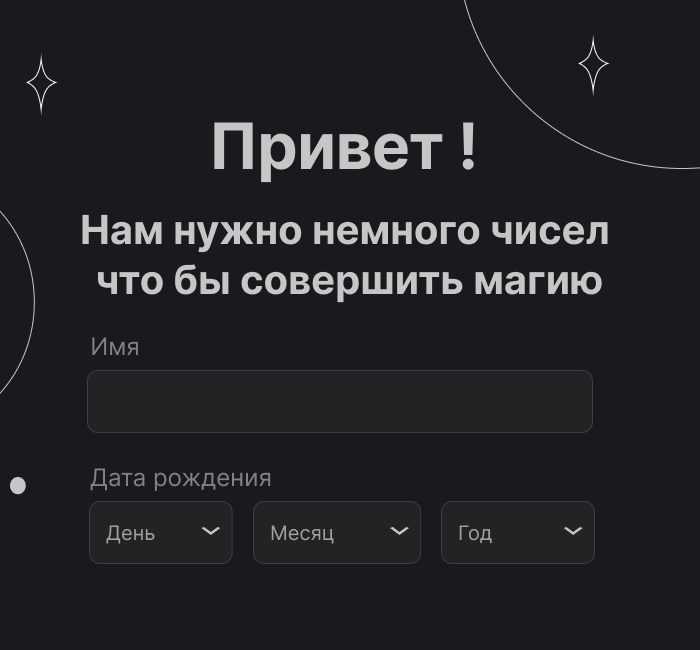 Привет !
Нам нужно немного чисел
что бы совершить магию
Имя
Дата рождения
День
Месяц
Год